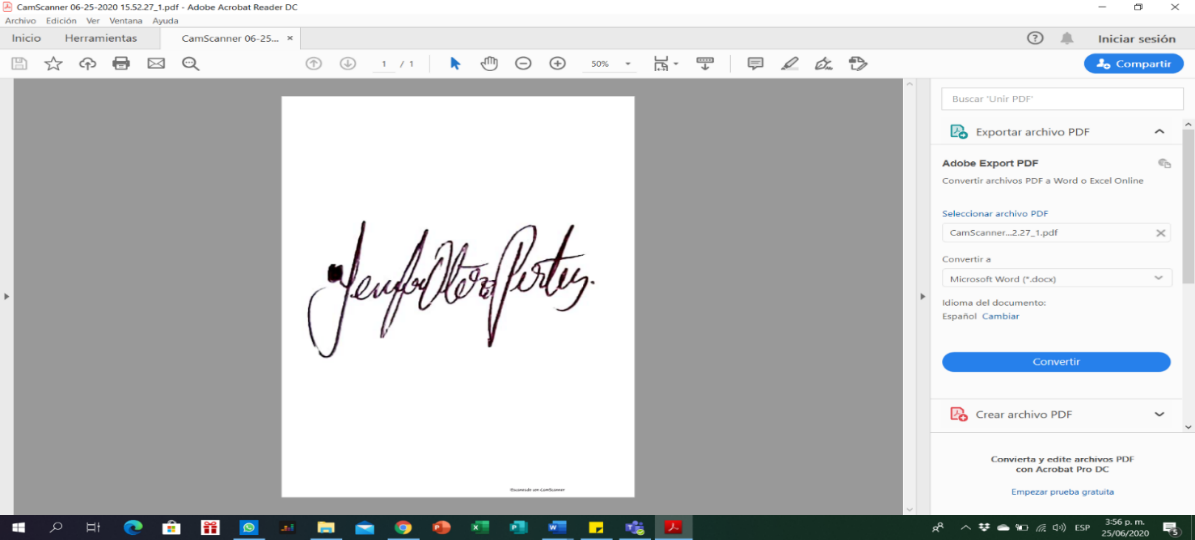 CamScanner 06-25-2020 15.52.27_1.pdf - Adobe Acrobat Reader DC
Archivo Edición Ver Ventana Ayuda
Inicio Herramientas CamScanner 06-25... × Iniciar sesión
1 / 1 50% Compartir
Buscar 'Unir PDF'
Exportar archivo PDF
Adobe Export PDF
Convertir archivos PDF a Word o Excel Online
Seleccionar archivo PDF
CamScanner...2.27_1.pdf
Convertir a
Microsoft Word (*.docx)
Idioma del documento:
Español Cambiar
Convertir
Crear archivo PDF
Convierta y edite archivos PDF
con Acrobat Pro DC
Empezar prueba gratuita
Escaneado con CamScanner
ESP 3:56 p. m.
25/06/2020
5